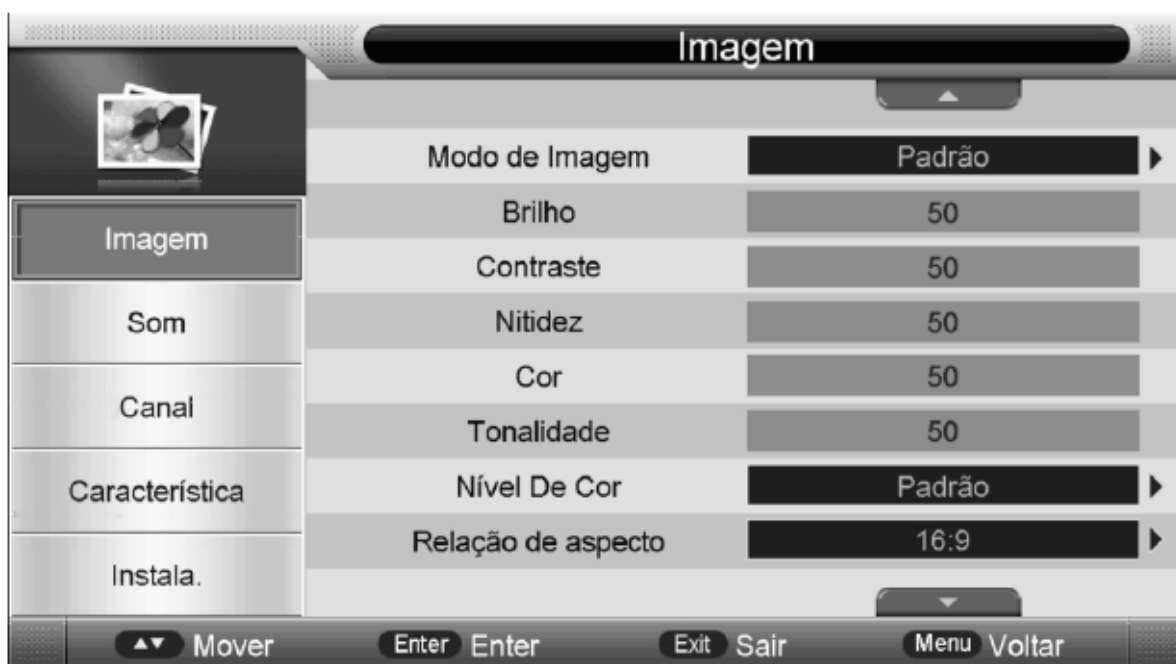 Imagem
Imagem
Som
Canal
Característica
Instala.
Modo de Imagem Padrão
Brilho 50
Contraste 50
Nitidez 50
Cor 50
Tonalidade 50
Nível De Cor Padrão
Relação de aspecto 16:9
Mover Enter Enter Exit Sair Menu Voltar